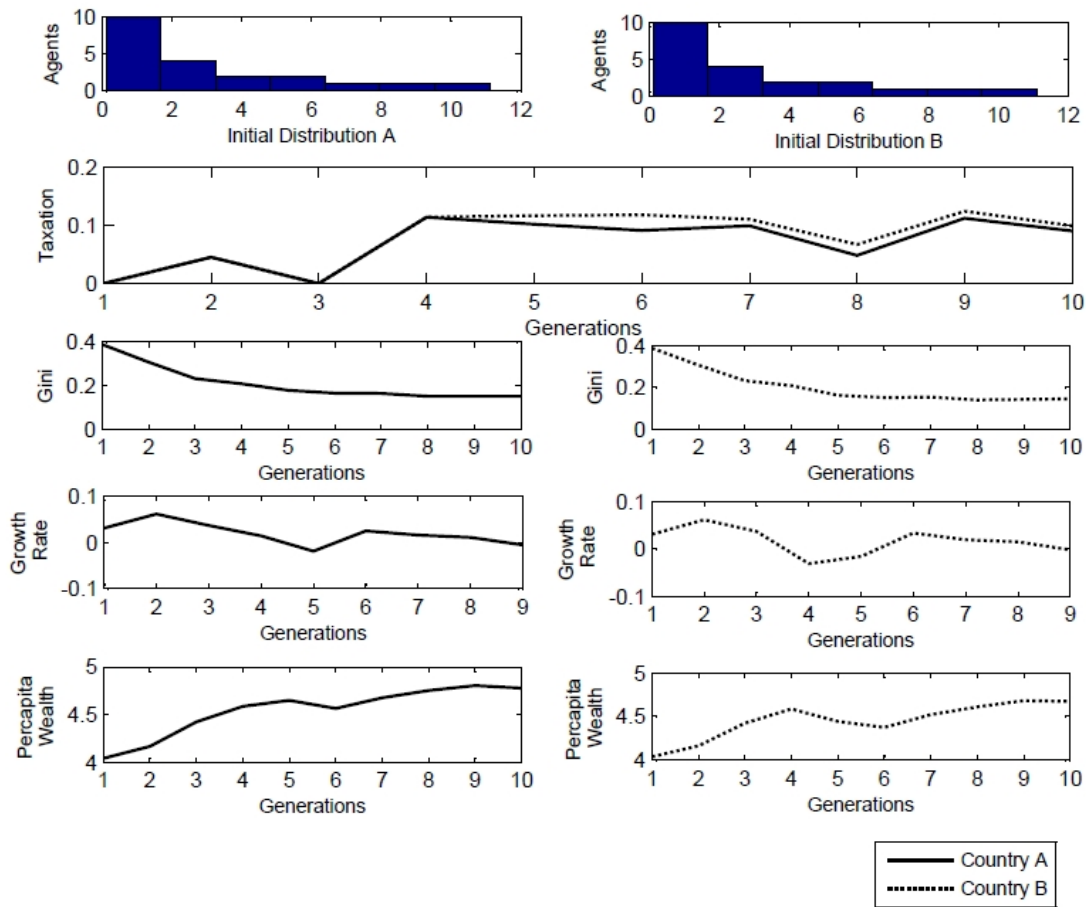 10
5
0
Agents
0 2 4 6 8 10 12
Initial Distribution A
10
5
0
Agents
0 2 4 6 8 10 12
Initial Distribution B
0.2
0.1
0
Taxation
1 2 3 4 5 6 7 8 9 10
Generations
0.4
0.2
0
Gini
1 2 3 4 5 6 7 8 9 10
Generations
0.4
0.2
0
Gini
1 2 3 4 5 6 7 8 9 10
Generations
0.1
0
-0.1
Growth
Rate
1 2 3 4 5 6 7 8 9
Generations
0.1
0
-0.1
Growth
Rate
1 2 3 4 5 6 7 8 9
Generations
5
4.5
4
Percapita
Wealth
1 2 3 4 5 6 7 8 9 10
Generations
5
4.5
4
Percapita
Wealth
1 2 3 4 5 6 7 8 9 10
Generations
Country A
Country B